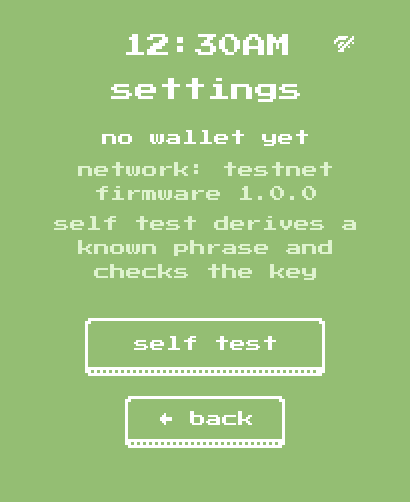 12:30AM
settings
no wallet yet
network: testnet
firmware 1.0.0
self test derives a
known phrase and
checks the key
self test
← back